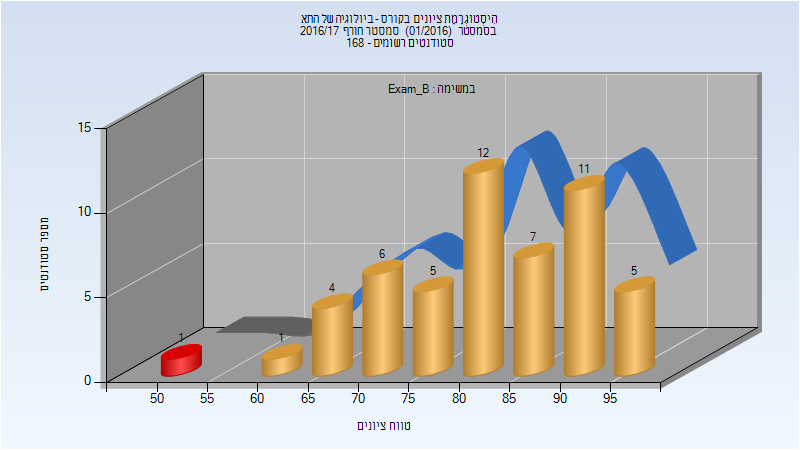 היסטוגרמת ציונים בקורס - ביולוגיה של התא
בסמסטר (01/2016) סמסטר חורף 2016/17
סטודנטים רשומים - 168
במשימה : Exam_B
מספר סטודנטים
15
10
5
0
1
1
4
6
5
12
7
11
5
50 55 60 65 70 75 80 85 90 95
טווח ציונים